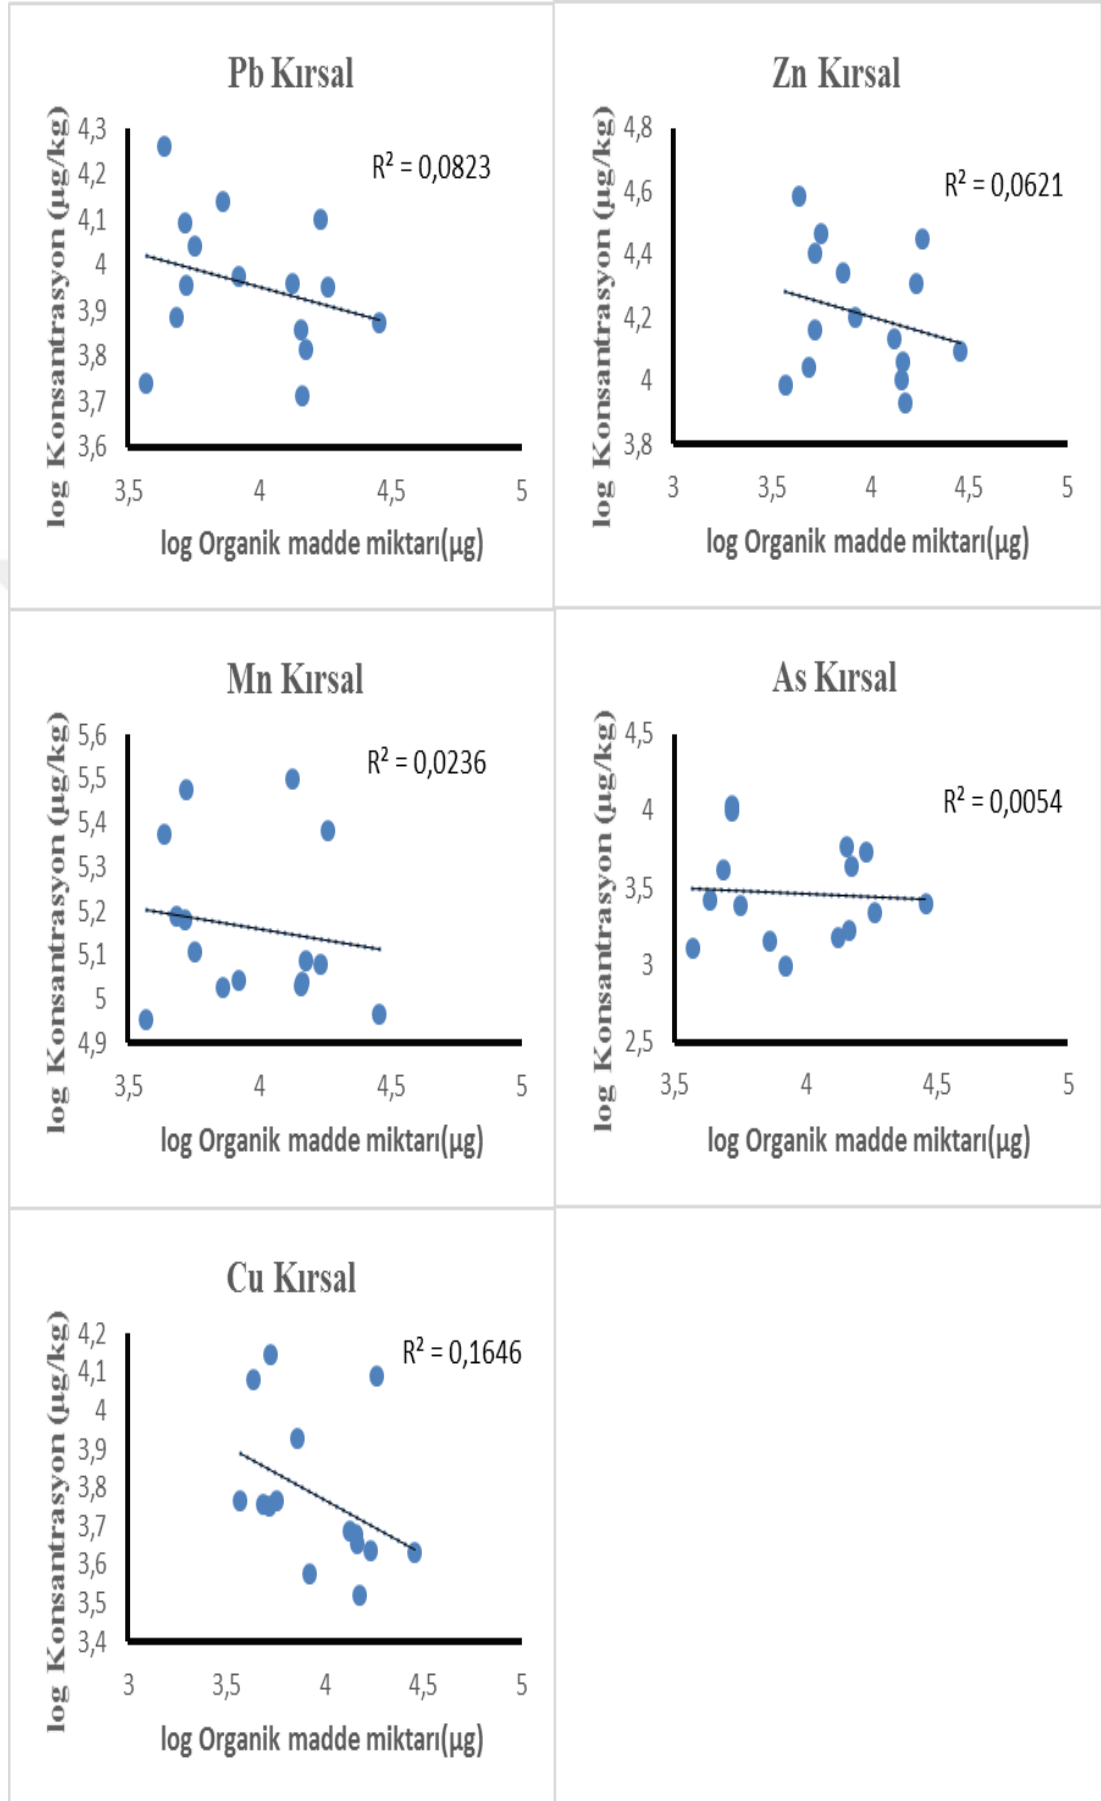 Pb Kırsal
R² = 0,0823
log Konsantrasyon (µg/kg)
4,3
4,2
4,1
4
3,9
3,8
3,7
3,6
3,5 4 4,5 5
log Organik madde miktarı(µg)
Zn Kırsal
R² = 0,0621
log Konsantrasyon (µg/kg)
4,8
4,6
4,4
4,2
4
3,8
3 3,5 4 4,5 5
log Organik madde miktarı(µg)
Mn Kırsal
R² = 0,0236
log Konsantrasyon (µg/kg)
5,6
5,5
5,4
5,3
5,2
5,1
5
4,9
3,5 4 4,5 5
log Organik madde miktarı(µg)
As Kırsal
R² = 0,0054
log Konsantrasyon (µg/kg)
4,5
4
3,5
3
2,5
3,5 4 4,5 5
log Organik madde miktarı(µg)
Cu Kırsal
R² = 0,1646
log Konsantrasyon (µg/kg)
4,2
4,1
4
3,9
3,8
3,7
3,6
3,5
3,4
3 3,5 4 4,5 5
log Organik madde miktarı(µg)